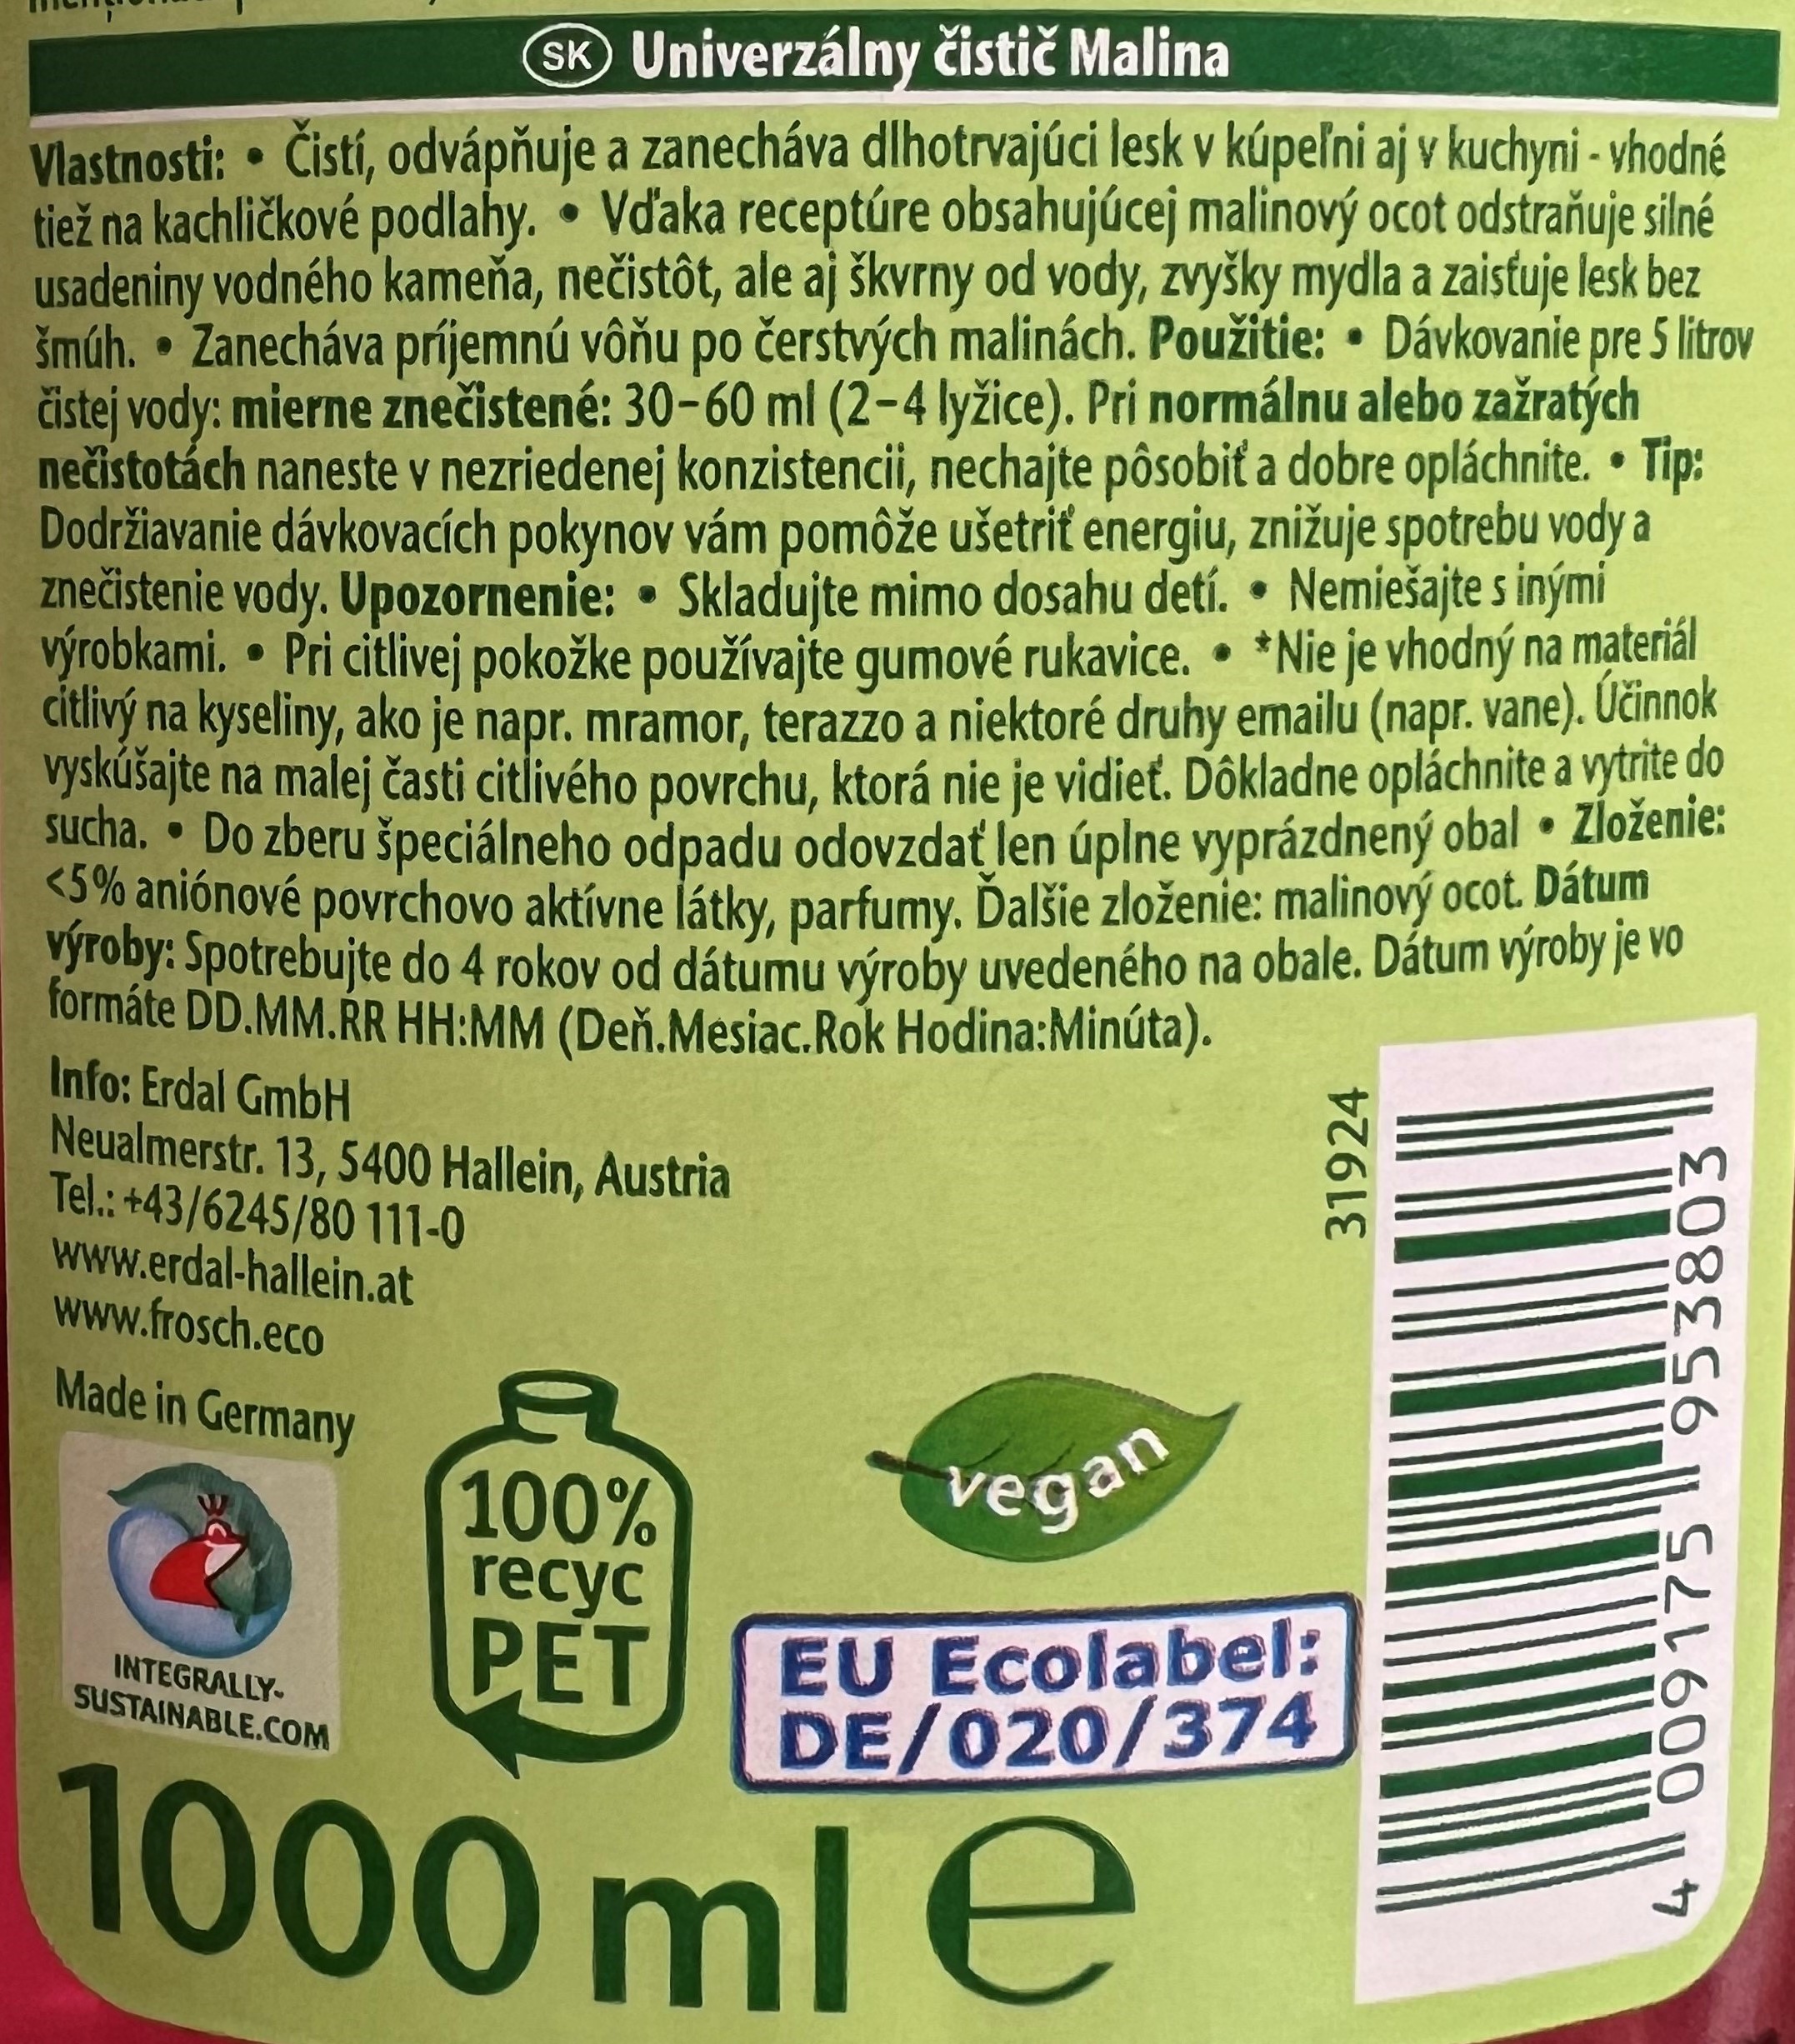 SK Univerzálny čistič Malina
Vlastnosti: • Čistí, odvápňuje a zanecháva dlhotrvajúci lesk v kúpeľni aj v kuchyni - vhodné
tiež na kachličkové podlahy. • Vďaka receptúre obsahujúcej malinový ocot odstraňuje silné
usadeniny vodného kameňa, nečistôt, ale aj škvrny od vody, zvyšky mydla a zaisťuje lesk bez
šmúh. • Zanecháva príjemnú vôňu po čerstvých malinách. Použitie: • Dávkovanie pre 5 litrov
čistej vody: mierne znečistené: 30–60 ml (2–4 lyžice). Pri normálnu alebo zažratých
nečistotách naneste v nezriedenej konzistencii, nechajte pôsobiť a dobre opláchnite. • Tip:
Dodržiavanie dávkovacích pokynov vám pomôže ušetriť energiu, znižuje spotrebu vody a
znečistenie vody. Upozornenie: • Skladujte mimo dosahu detí. • Nemiešajte s inými
výrobkami. • Pri citlivej pokožke používajte gumové rukavice. • *Nie je vhodný na materiál
citlivý na kyseliny, ako je napr. mramor, terazzo a niektoré druhy emailu (napr. vane). Účinnok
vyskúšajte na malej časti citlivého povrchu, ktorá nie je vidieť. Dôkladne opláchnite a vytrite do
sucha. • Do zberu špeciálneho odpadu odovzdať len úplne vyprázdnený obal • Zloženie:
<5% aniónové povrchovo aktívne látky, parfumy. Ďalšie zloženie: malinový ocot. Dátum
výroby: Spotrebujte do 4 rokov od dátumu výroby uvedeného na obale. Dátum výroby je vo
formáte DD.MM.RR HH:MM (Deň.Mesiac.Rok Hodina:Minúta).
Info: Erdal GmbH
Neualmerstr. 13, 5400 Hallein, Austria
Tel.: +43/6245/80 111-0
www.erdal-hallein.at
www.frosch.eco
Made in Germany
INTEGRALLY-
SUSTAINABLE.COM
100%
recyc
PET
vegan
EU Ecolabel:
DE/020/374
31924
4 009175 953803
1000 ml e